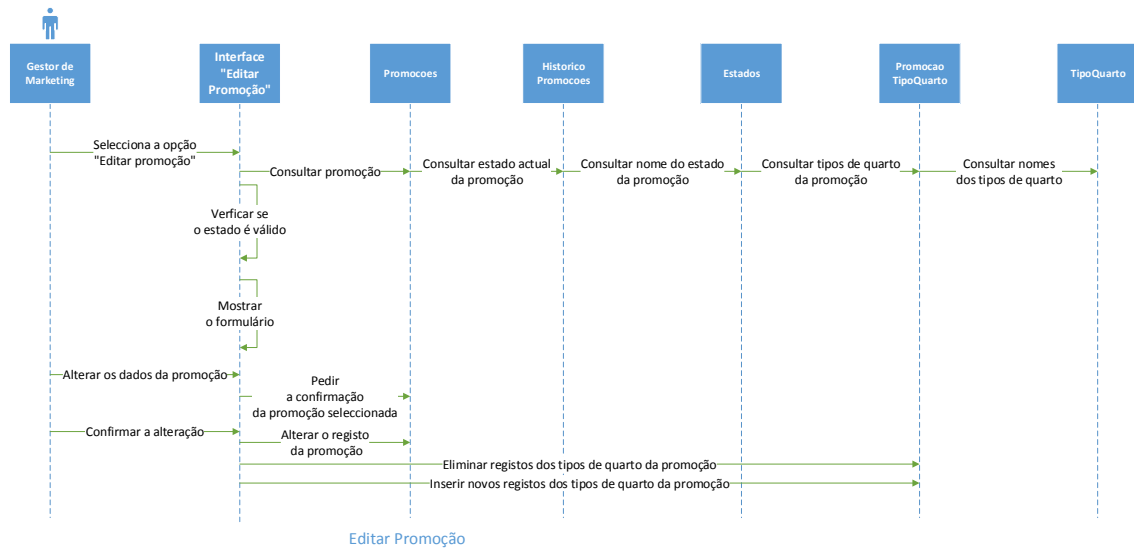 Gestor de
Marketing
Interface
"Editar
Promoção"
Promocoes
Historico
Promocoes
Estados
Promocao
TipoQuarto
TipoQuarto
Selecciona a opção
"Editar promoção"
Consultar promoção
Consultar estado actual
da promoção
Consultar nome do estado
da promoção
Consultar tipos de quarto
da promoção
Consultar nomes
dos tipos de quarto
Verficar se
o estado é válido
Mostrar
o formulário
Alterar os dados da promoção
Pedir
a confirmação
da promoção seleccionada
Confirmar a alteração
Alterar o registo
da promoção
Eliminar registos dos tipos de quarto da promoção
Inserir novos registos dos tipos de quarto da promoção
Editar Promoção